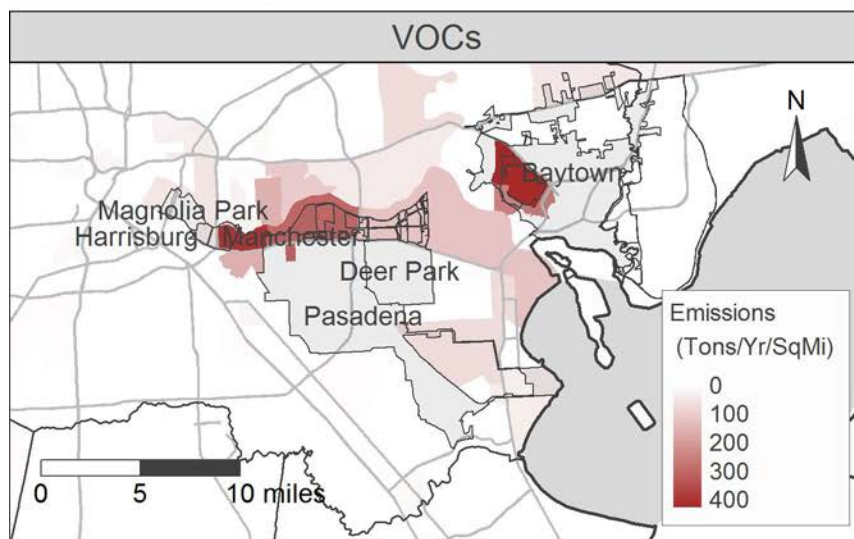 VOCs
N
Baytown
Magnolia Park
Harrisburg
Manchester
Deer Park
Pasadena
Emissions
(Tons/Yr/SqMi)
0
100
200
300
400
0 5 10 miles